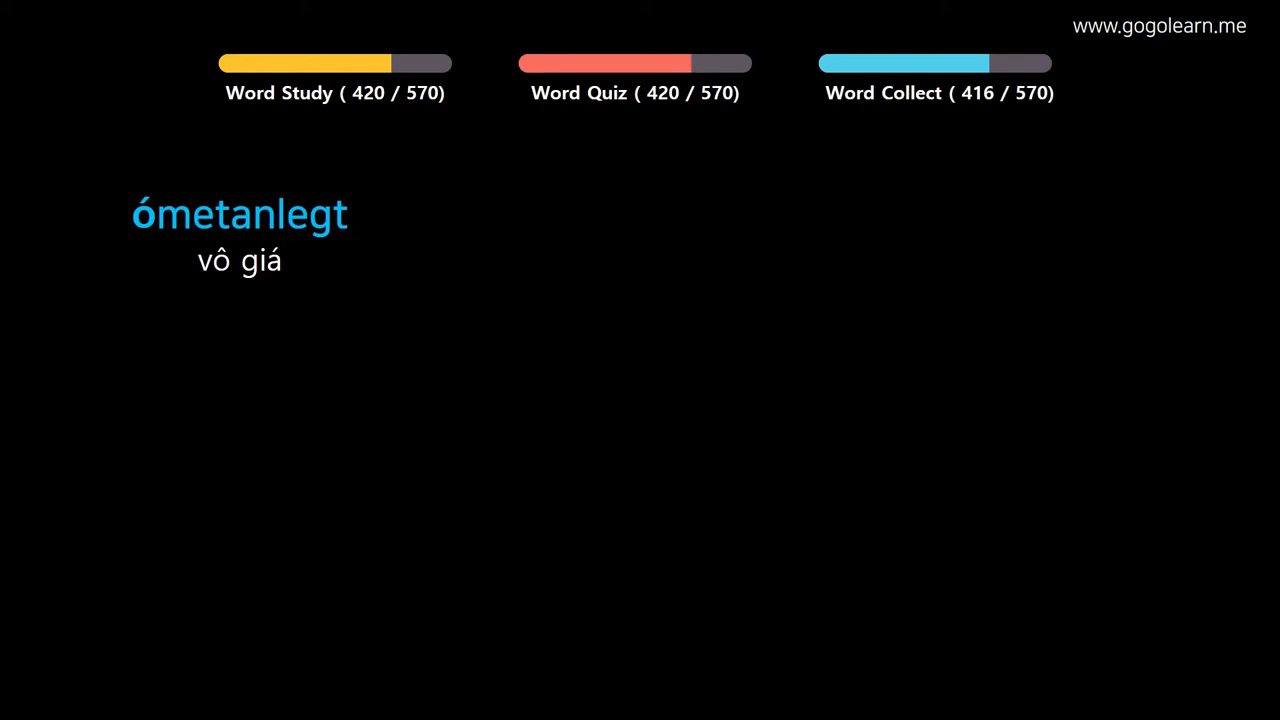 www.gogolearn.me
Word Study ( 420 / 570)
Word Quiz ( 420 / 570)
Word Collect ( 416 / 570)
ómetanlegt
vô giá